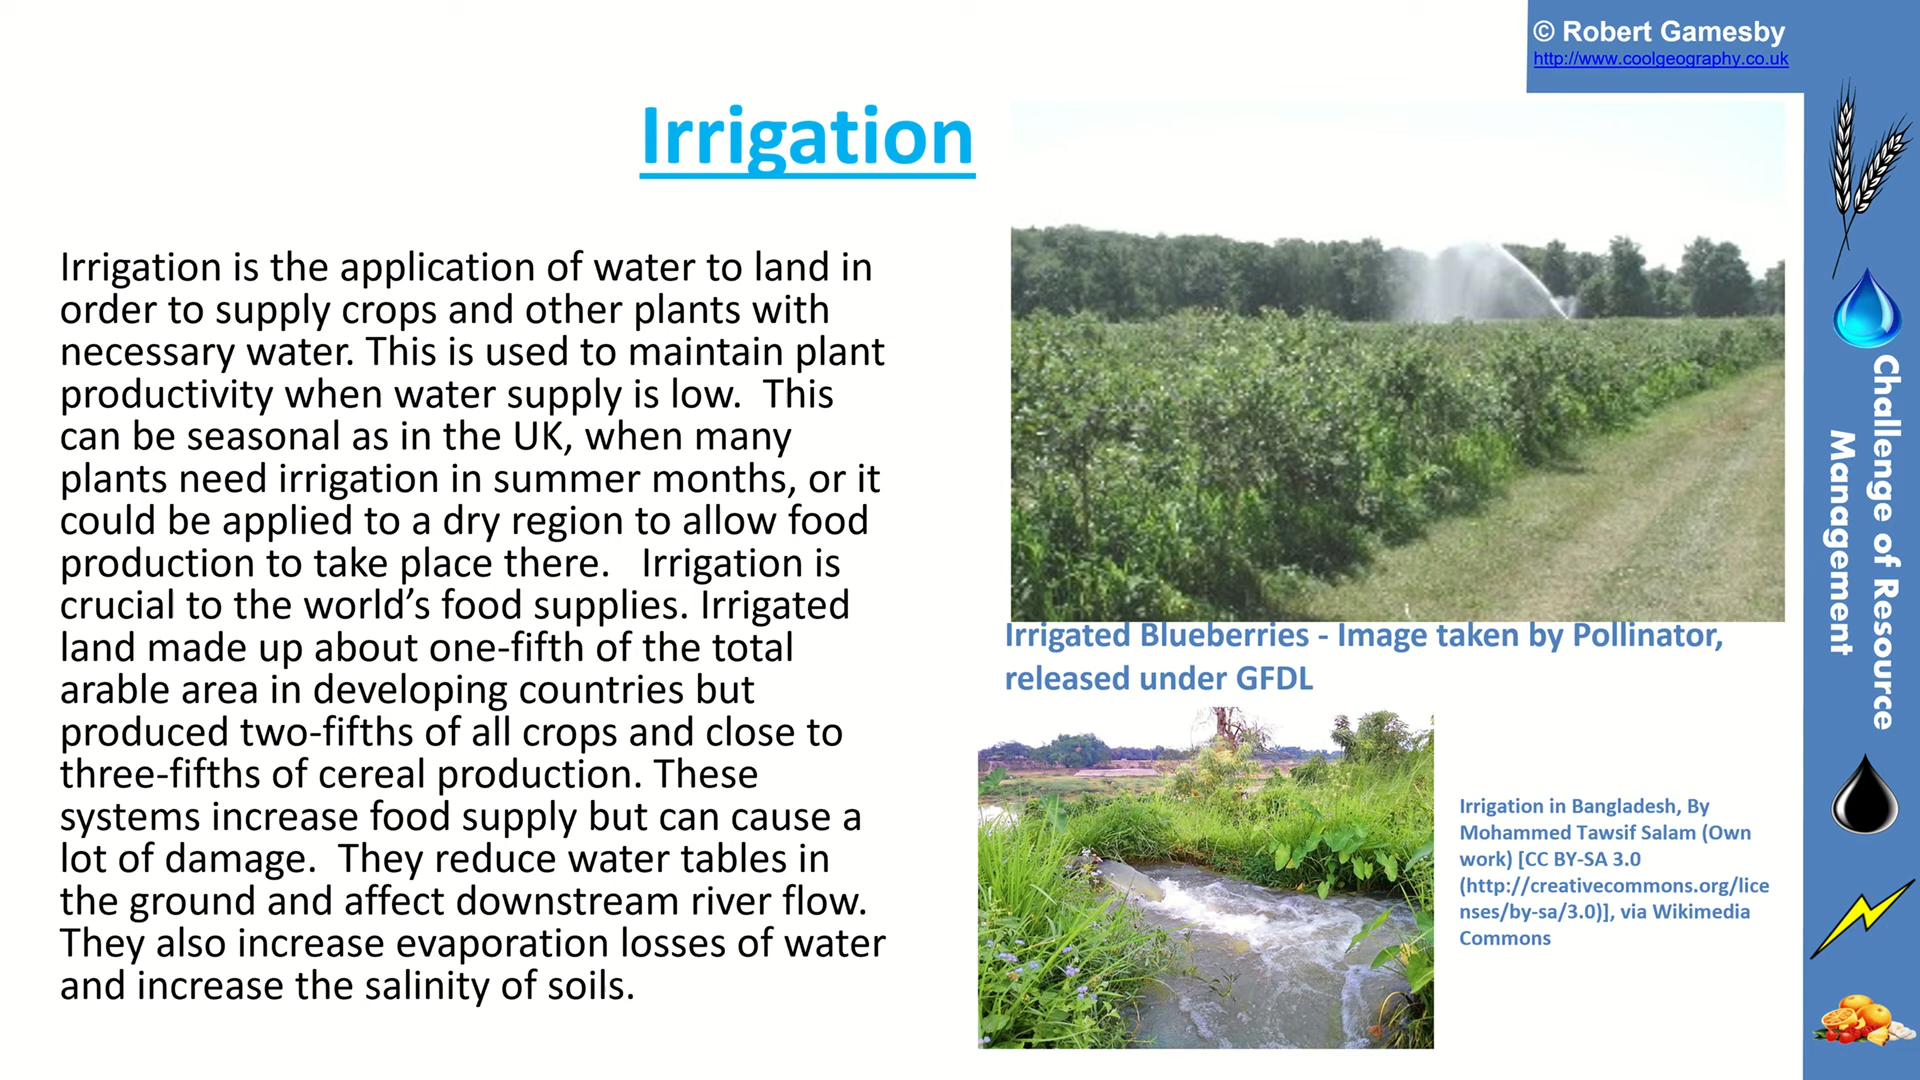 © Robert Gamesby
http://www.coolgeography.co.uk
Irrigation
Irrigation is the application of water to land in
order to supply crops and other plants with
necessary water. This is used to maintain plant
productivity when water supply is low.  This
can be seasonal as in the UK, when many
plants need irrigation in summer months, or it
could be applied to a dry region to allow food
production to take place there.   Irrigation is
crucial to the world’s food supplies. Irrigated
land made up about one-fifth of the total
arable area in developing countries but
produced two-fifths of all crops and close to
three-fifths of cereal production. These
systems increase food supply but can cause a
lot of damage.  They reduce water tables in
the ground and affect downstream river flow.
They also increase evaporation losses of water
and increase the salinity of soils.
Irrigated Blueberries - Image taken by Pollinator,
released under GFDL
Irrigation in Bangladesh, By
Mohammed Tawsif Salam (Own
work) [CC BY-SA 3.0
(http://creativecommons.org/lice
nses/by-sa/3.0)], via Wikimedia
Commons
Challenge of Resource
Management